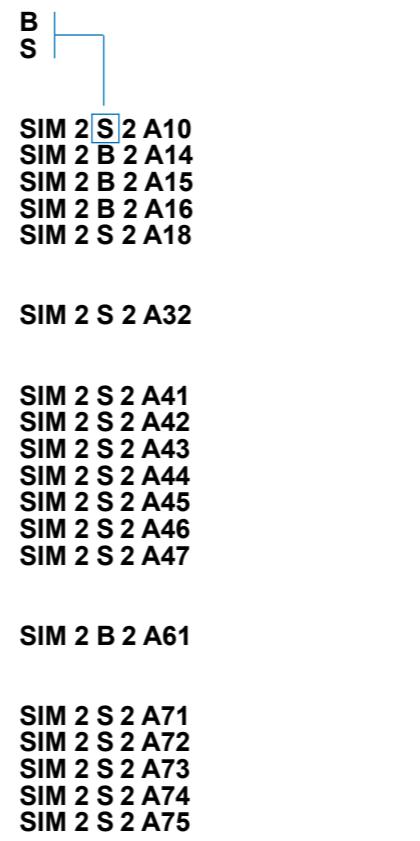 B
S
SIM 2 S 2 A10
SIM 2 B 2 A14
SIM 2 B 2 A15
SIM 2 B 2 A16
SIM 2 S 2 A18
SIM 2 S 2 A32
SIM 2 S 2 A41
SIM 2 S 2 A42
SIM 2 S 2 A43
SIM 2 S 2 A44
SIM 2 S 2 A45
SIM 2 S 2 A46
SIM 2 S 2 A47
SIM 2 B 2 A61
SIM 2 S 2 A71
SIM 2 S 2 A72
SIM 2 S 2 A73
SIM 2 S 2 A74
SIM 2 S 2 A75